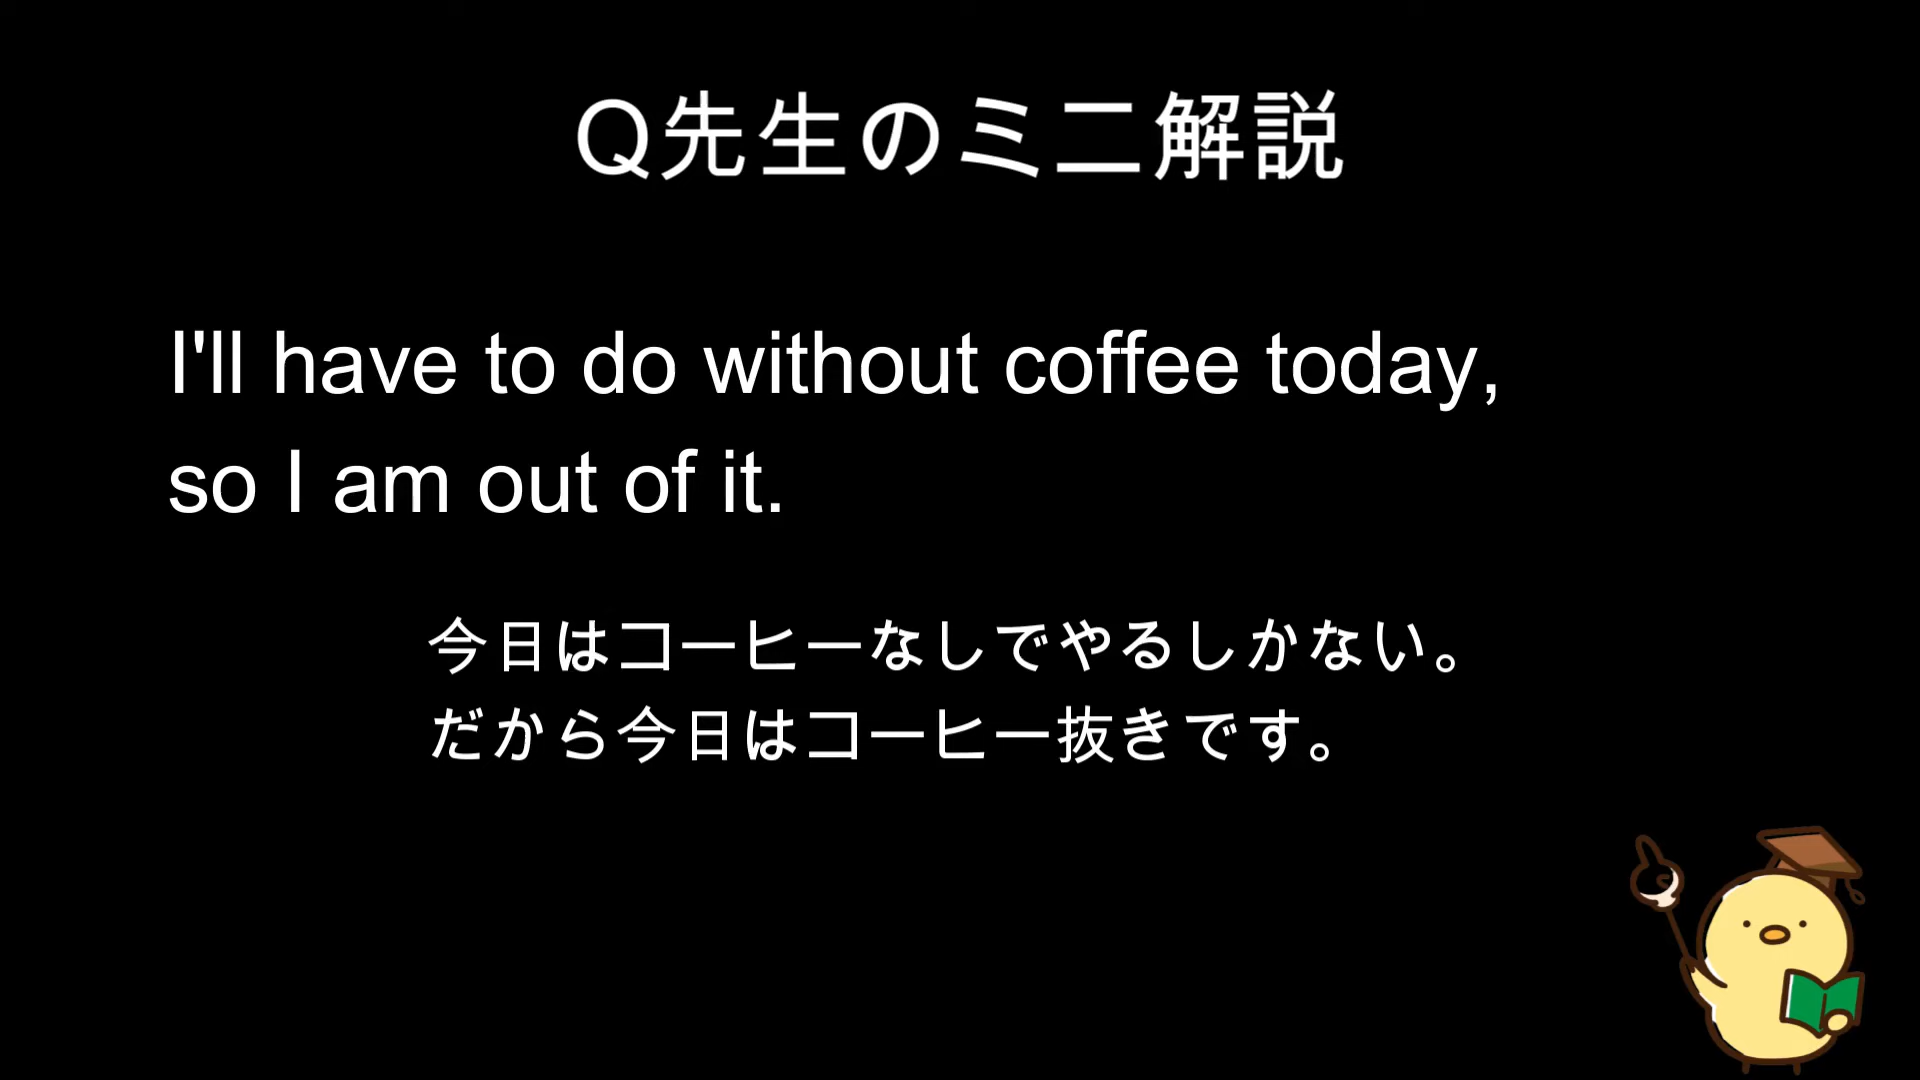 Q先生のミニ解説
I'll have to do without coffee today,
so I am out of it.
今日はコーヒーなしでやるしかない。
だから今日はコーヒー抜きです。